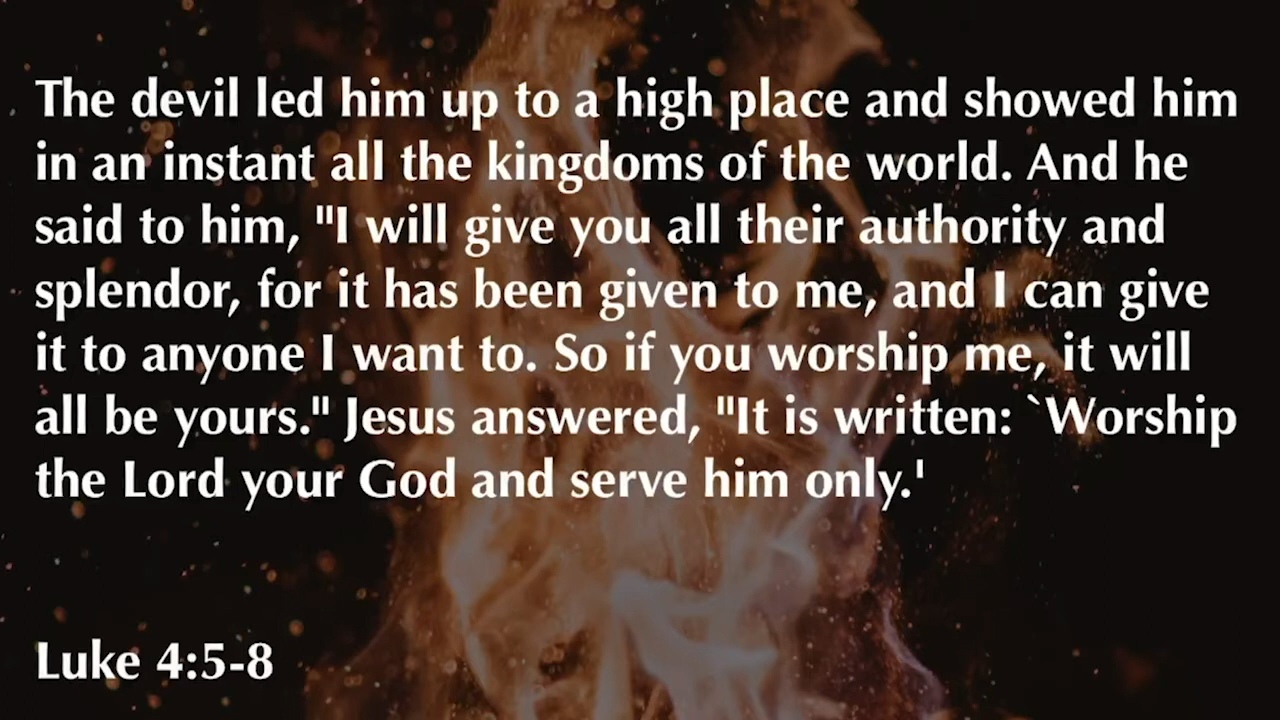 The devil led him up to a high place and showed him
in an instant all the kingdoms of the world. And he
said to him, "I will give you all their authority and
splendor, for it has been given to me, and I can give
it to anyone I want to. So if you worship me, it will
all be yours." Jesus answered, "It is written: `Worship
the Lord your God and serve him only.'
Luke 4:5-8